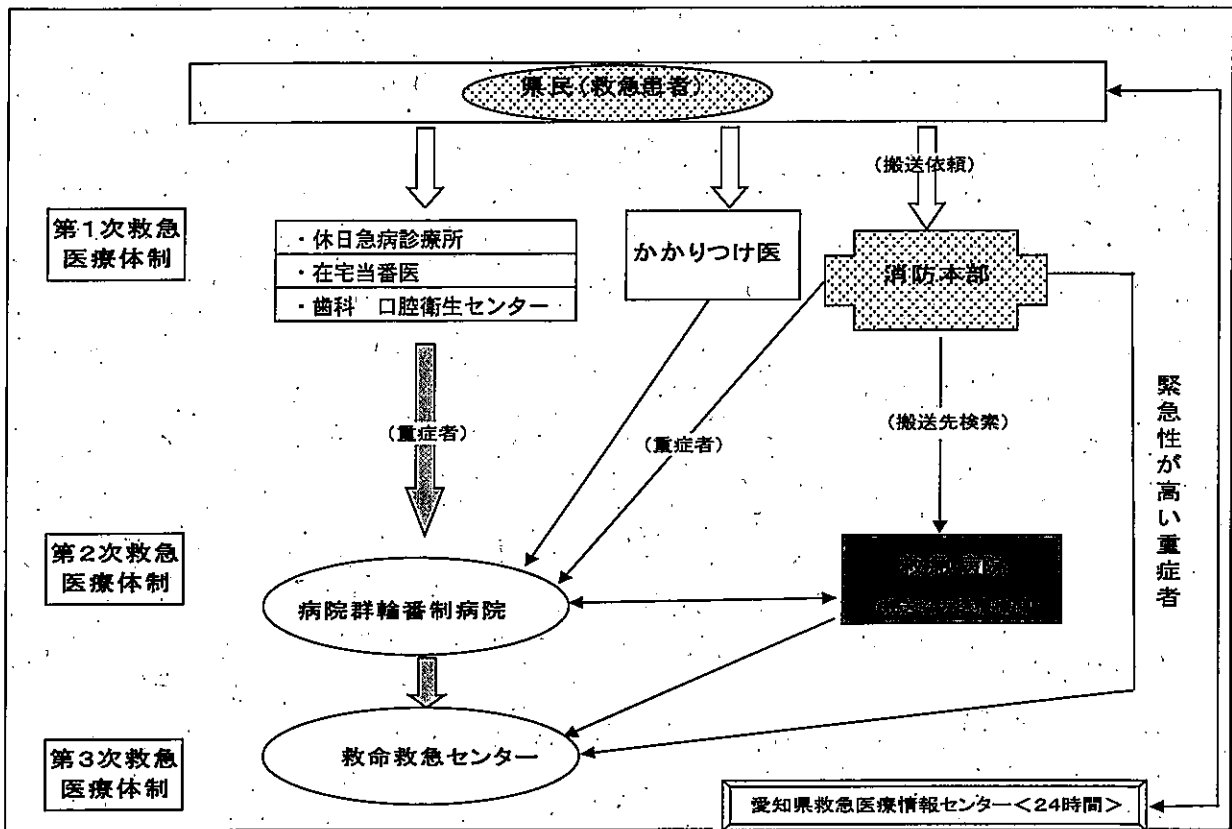 県民(救急患者)
(搬送依頼)
第1次救急
医療体制
・休日急病診療所
・在宅当番医
・歯科　口腔衛生センター
かかりつけ医
消防本部
(重症者)
(重症者)
(搬送先検索)
緊急性が高い重症者
第2次救急
医療体制
病院群輪番制病院
救急病院
第3次救急
医療体制
救命救急センター
愛知県救急医療情報センター<24時間>